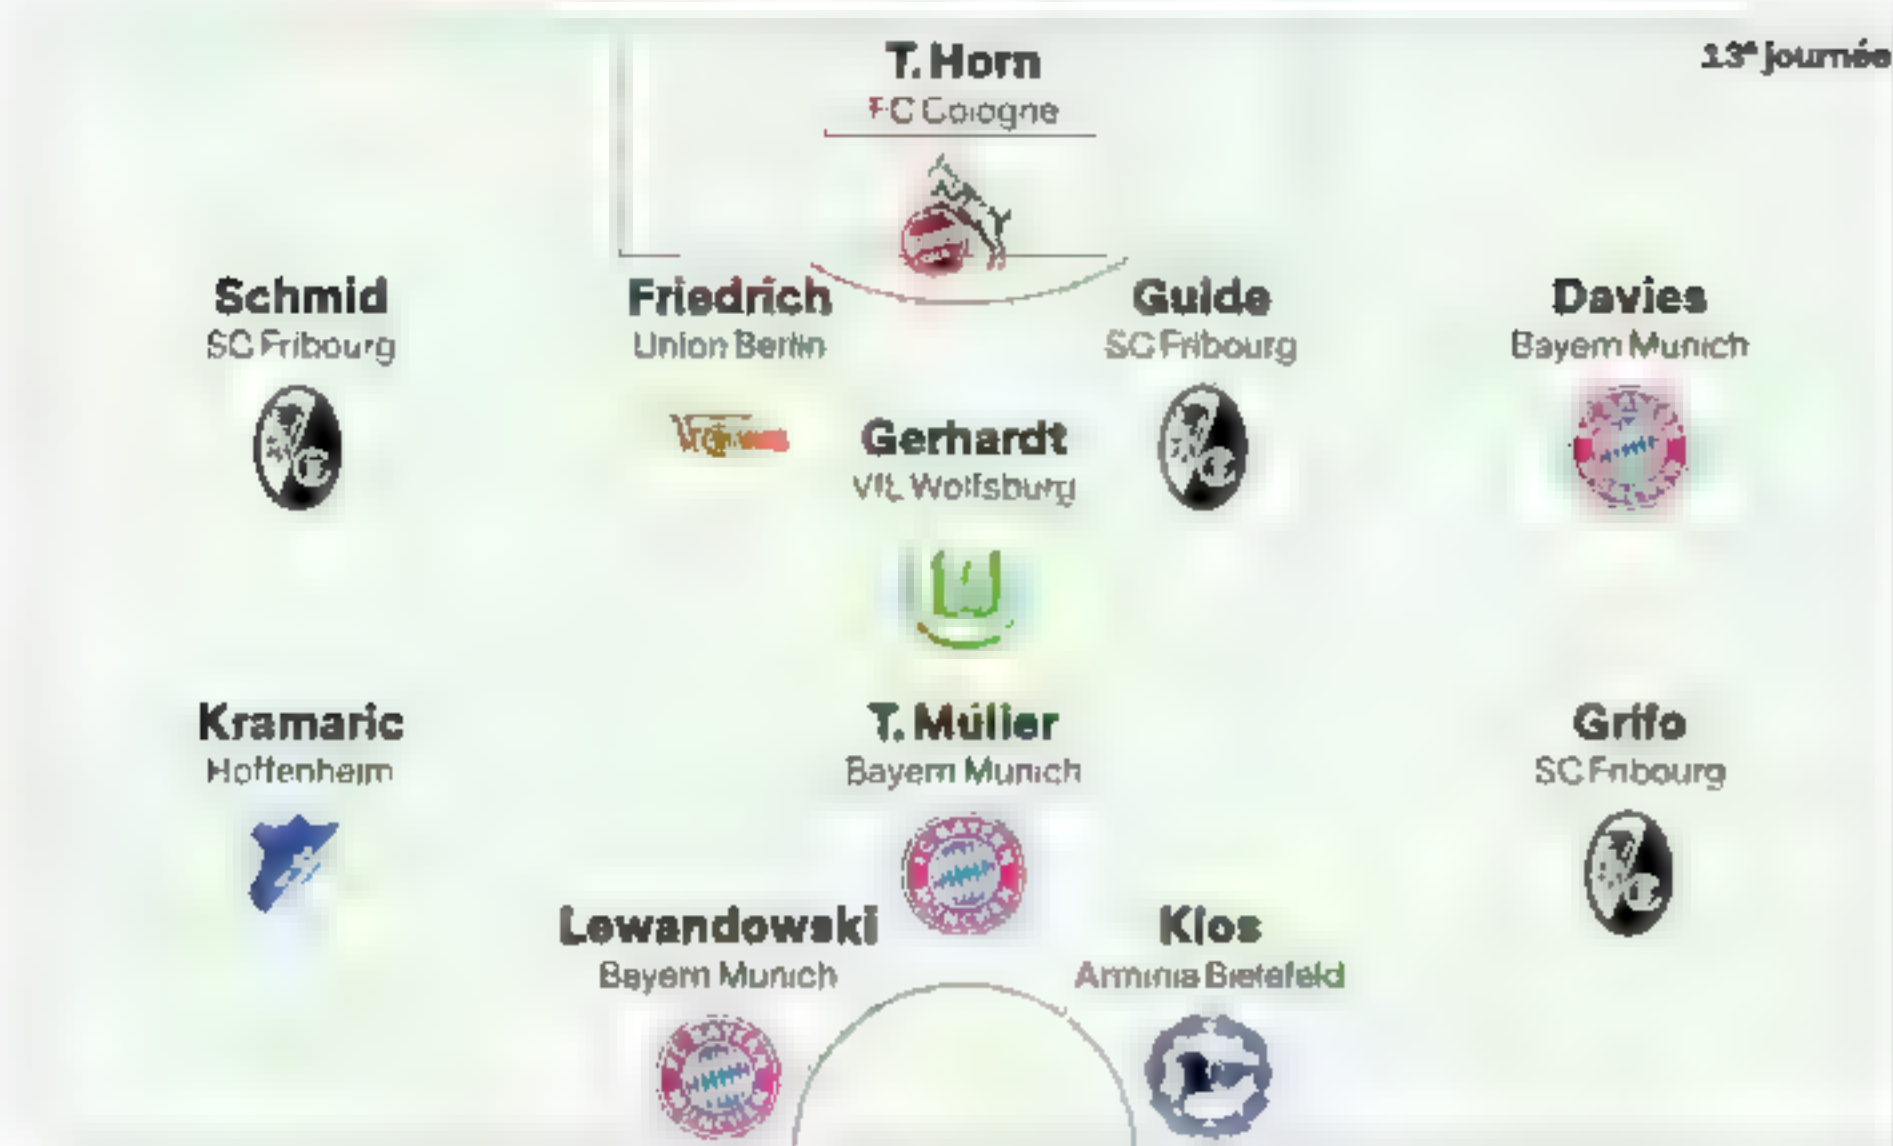 T. Horn
13e journée
FC Cologne
Schmid
SC Fribourg
Friedrich
Union Berlin
Gulde
SC Fribourg
Davies
Bayern Munich
Gerhardt
VfL Wolfsburg
Kramaric
Hoffenheim
T. Müller
Bayern Munich
Grifo
SC Fribourg
Lewandowski
Bayern Munich
Klos
Arminia Bielefeld